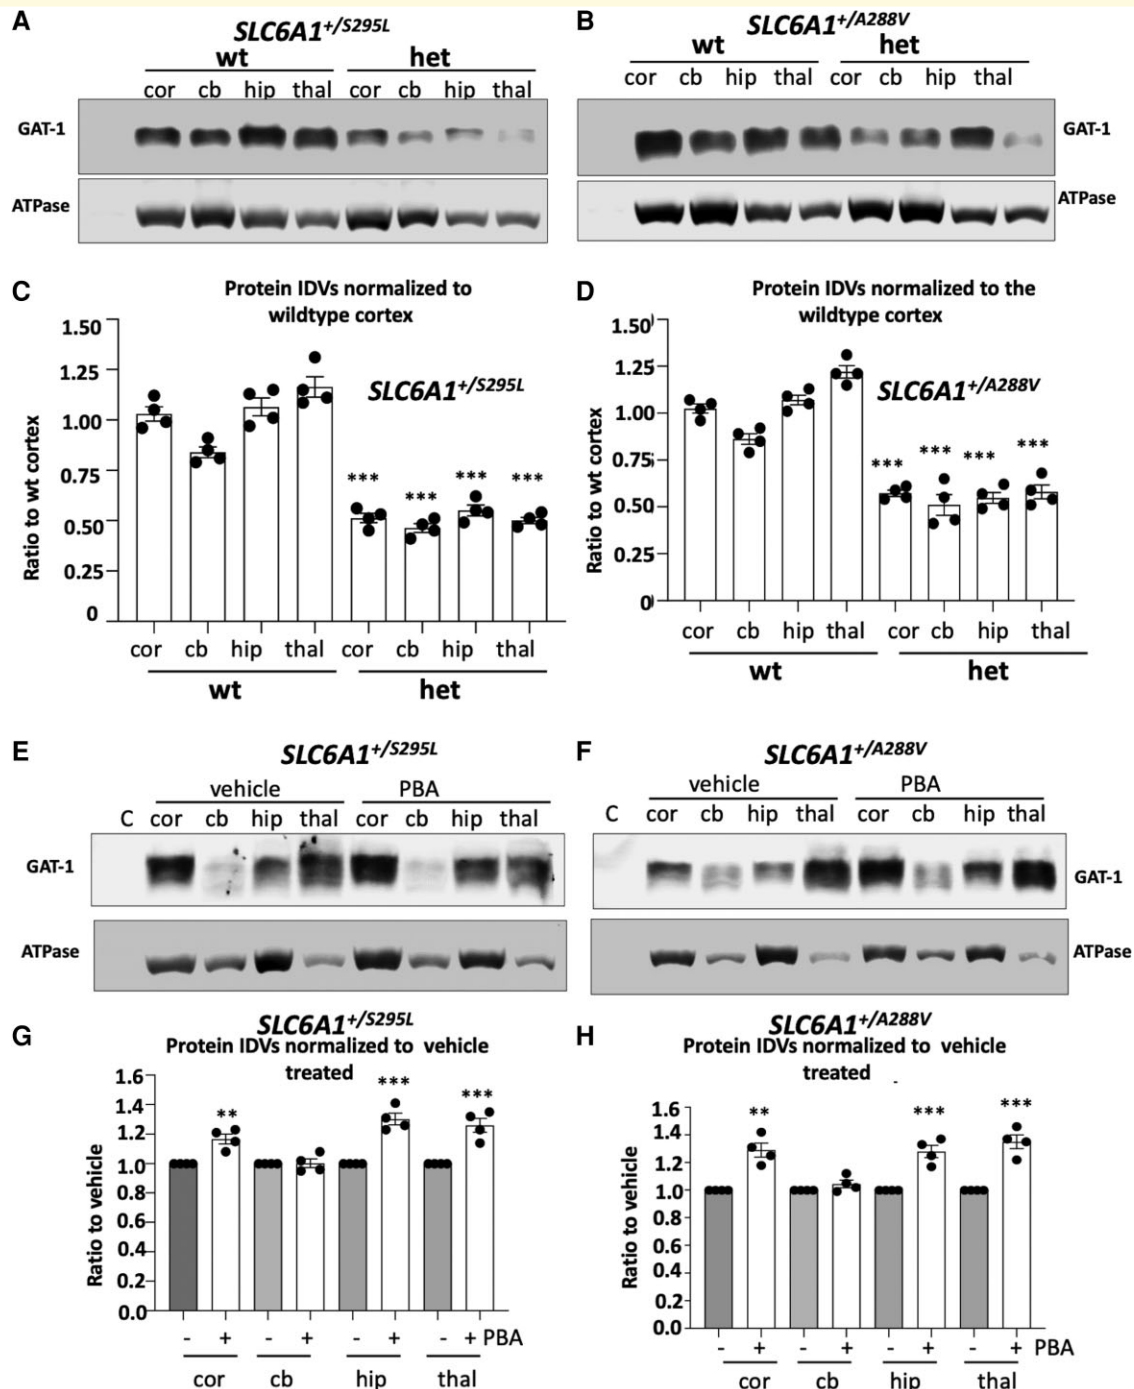 A
SLC6A1+/S295L
wt het
cor cb hip thal cor cb hip thal
GAT-1
ATPase
B
SLC6A1+/A288V
wt het
cor cb hip thal cor cb hip thal
GAT-1
ATPase
C
Protein IDVs normalized to
wildtype cortex
SLC6A1+/S295L
Ratio to wt cortex
1.50
1.25
1.00
0.75
0.50
0.25
0
*** *** *** ***
cor cb hip thal cor cb hip thal
wt het
D
Protein IDVs normalized to the
wildtype cortex
SLC6A1+/A288V
Ratio to wt cortex
1.50
1.25
1.00
0.75
0.50
0.25
0
*** *** *** ***
cor cb hip thal cor cb hip thal
wt het
E
SLC6A1+/S295L
vehicle PBA
C cor cb hip thal cor cb hip thal
GAT-1
ATPase
F
SLC6A1+/A288V
vehicle PBA
C cor cb hip thal cor cb hip thal
GAT-1
ATPase
G
SLC6A1+/S295L
Protein IDVs normalized to vehicle
treated
Ratio to vehicle
1.6
1.4
1.2
1.0
0.8
0.6
0.4
0.2
0.0
** *** ***
- + - + - + - + PBA
cor cb hip thal
H
SLC6A1+/A288V
Protein IDVs normalized to vehicle
treated
Ratio to vehicle
1.6
1.4
1.2
1.0
0.8
0.6
0.4
0.2
0.0
** *** ***
- + - + - + - + PBA
cor cb hip thal